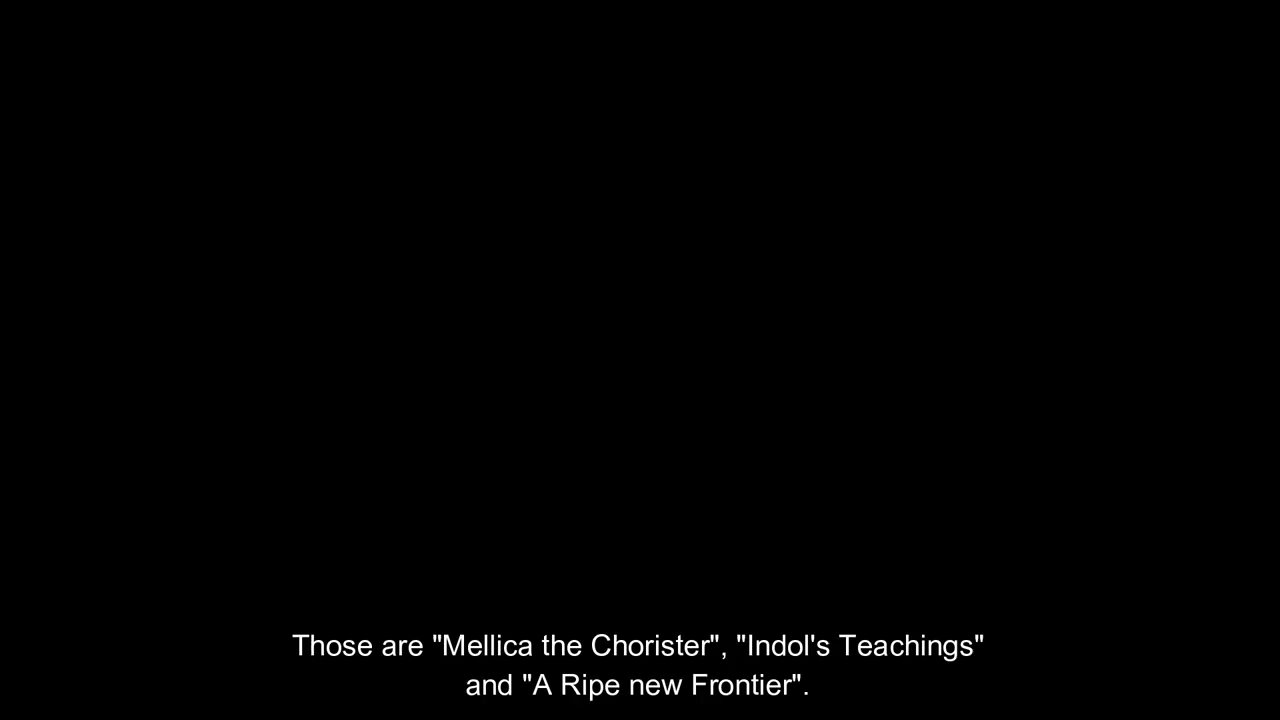 Those are "Mellica the Chorister", "Indol's Teachings"
and "A Ripe new Frontier".